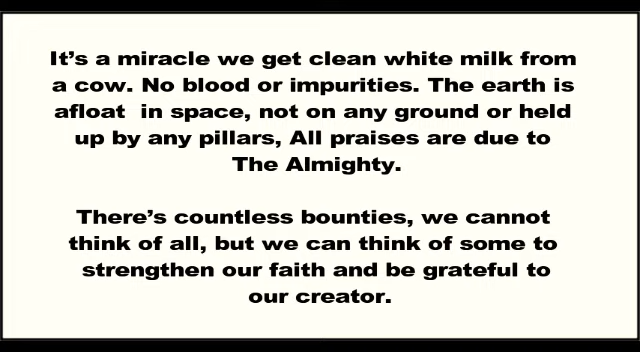 It's a miracle we get clean white milk from
a cow. No blood or impurities. The earth is
afloat  in space, not on any ground or held
up by any pillars, All praises are due to
The Almighty.
There's countless bounties, we cannot
think of all, but we can think of some to
strengthen our faith and be grateful to
our creator.